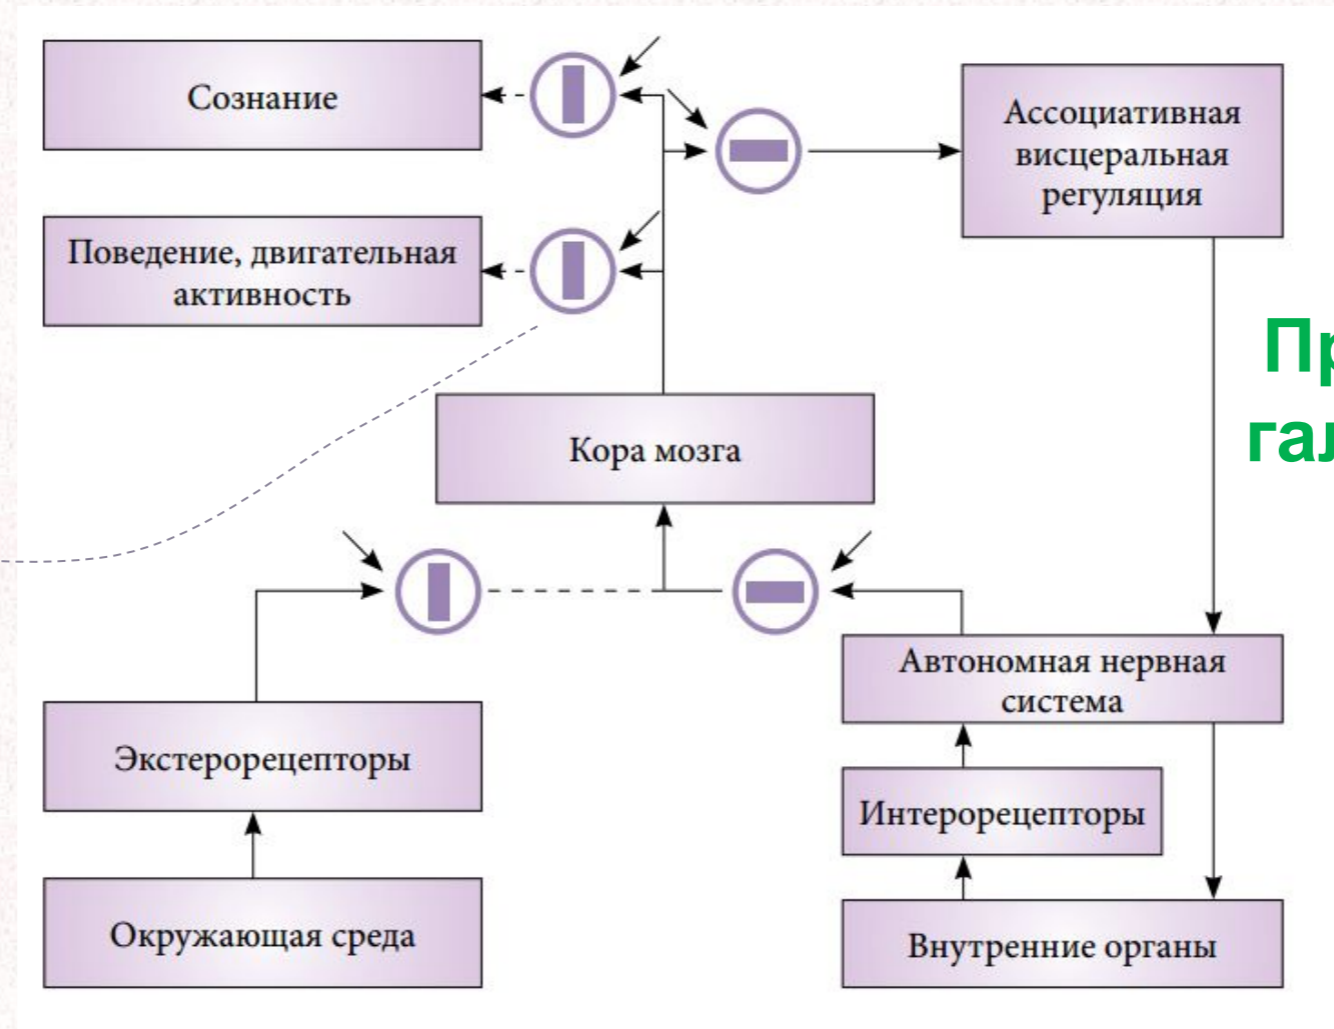 Сознание
Ассоциативная
висцеральная
регуляция
Поведение, двигательная
активность
Кора мозга
Автономная нервная
система
Экстерорецепторы
Интерорецепторы
Окружающая среда
Внутренние органы